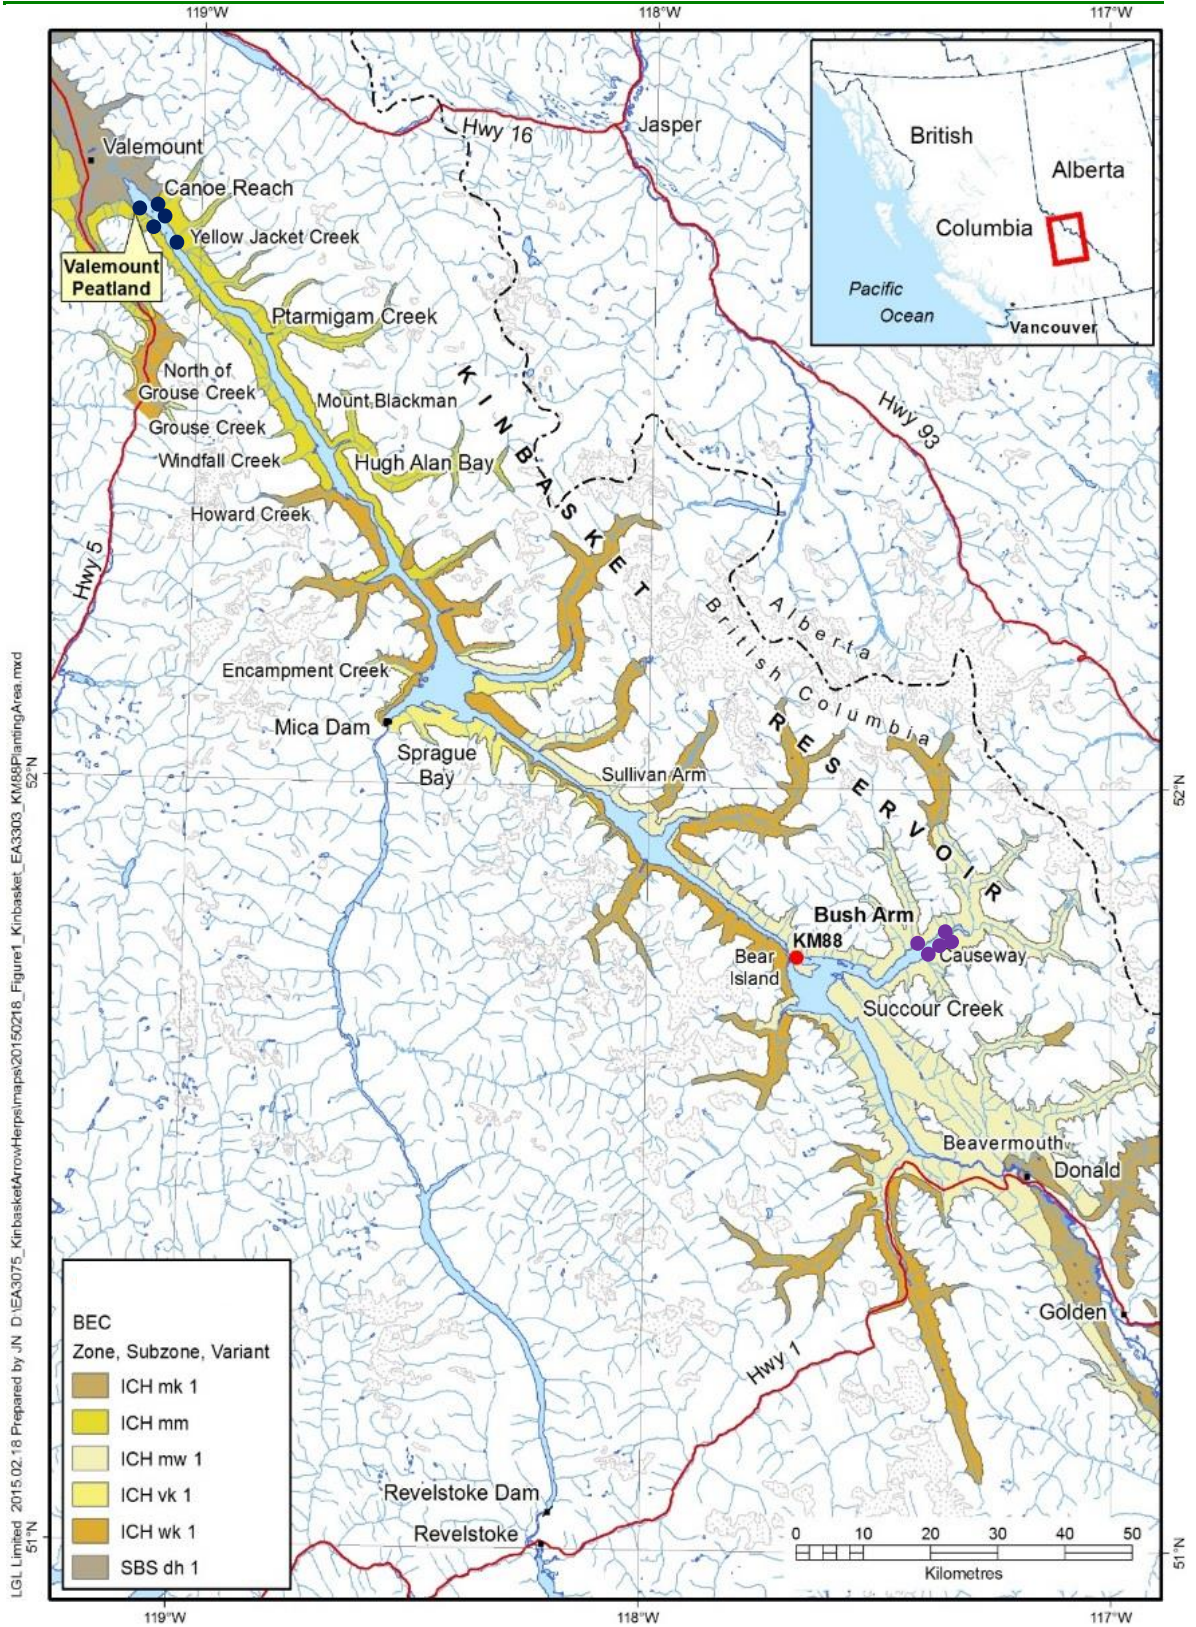 119°W
118°W
117°W
Hwy 16
Jasper
Valemount
Canoe Reach
Yellow Jacket Creek
Valemount
Peatland
Ptarmigam Creek
North of
Grouse Creek
Mount Blackman
Grouse Creek
Windfall Creek
Hugh Alan Bay
Howard Creek
Hwy 5
Hwy 93
KINBASKET
British
Columbia
Alberta
Pacific
Ocean
Vancouver
Alberta
British Columbia
RESERVOIR
Encampment Creek
Mica Dam
Sprague
Bay
Sullivan Arm
52°N
52°N
Bush Arm
KM88
Bear
Island
Causeway
Succour Creek
Beavermouth
Donald
Golden
Hwy 1
Revelstoke Dam
Revelstoke
BEC
Zone, Subzone, Variant
ICH mk 1
ICH mm
ICH mw 1
ICH vk 1
ICH wk 1
SBS dh 1
0 10 20 30 40 50
Kilometres
51°N
51°N
119°W
118°W
117°W
LGL Limited 2015.02.18 Prepared by JN D:\EA3075_KinbasketArrowHerps\maps\20150218_Figure1_Kinbasket_EA3303_KM88PlantingArea.mxd